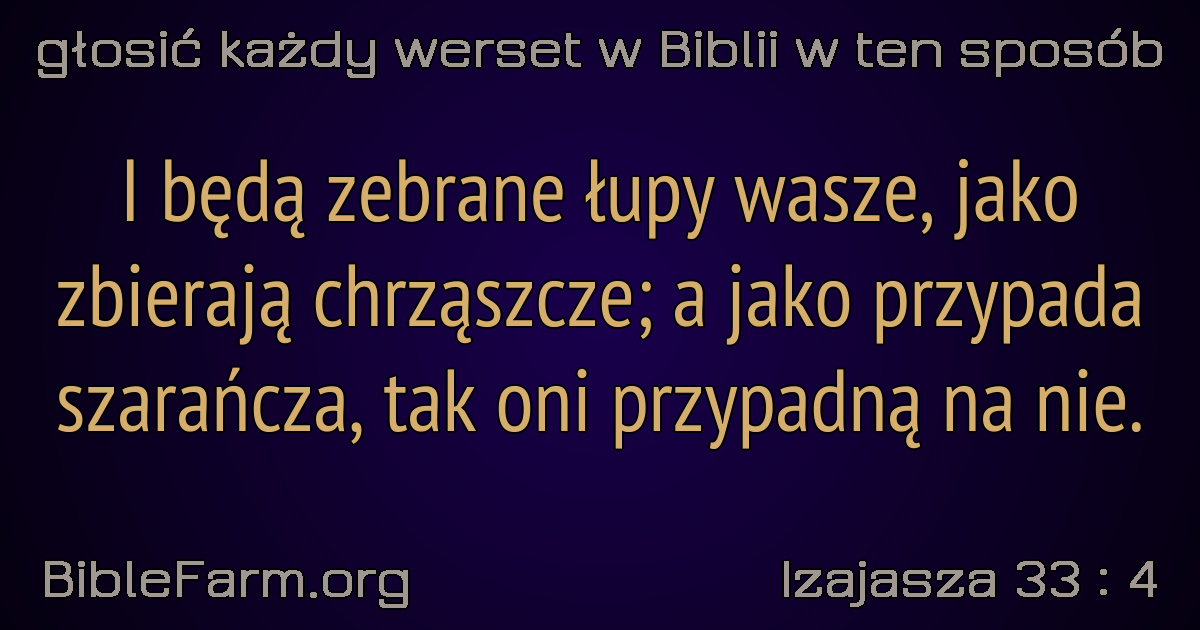 głosić każdy werset w Biblii w ten sposób
I będą zebrane łupy wasze, jako
zbierają chrząszcze; a jako przypada
szarańcza, tak oni przypadną na nie.
BibleFarm.org
Izajasza 33 : 4